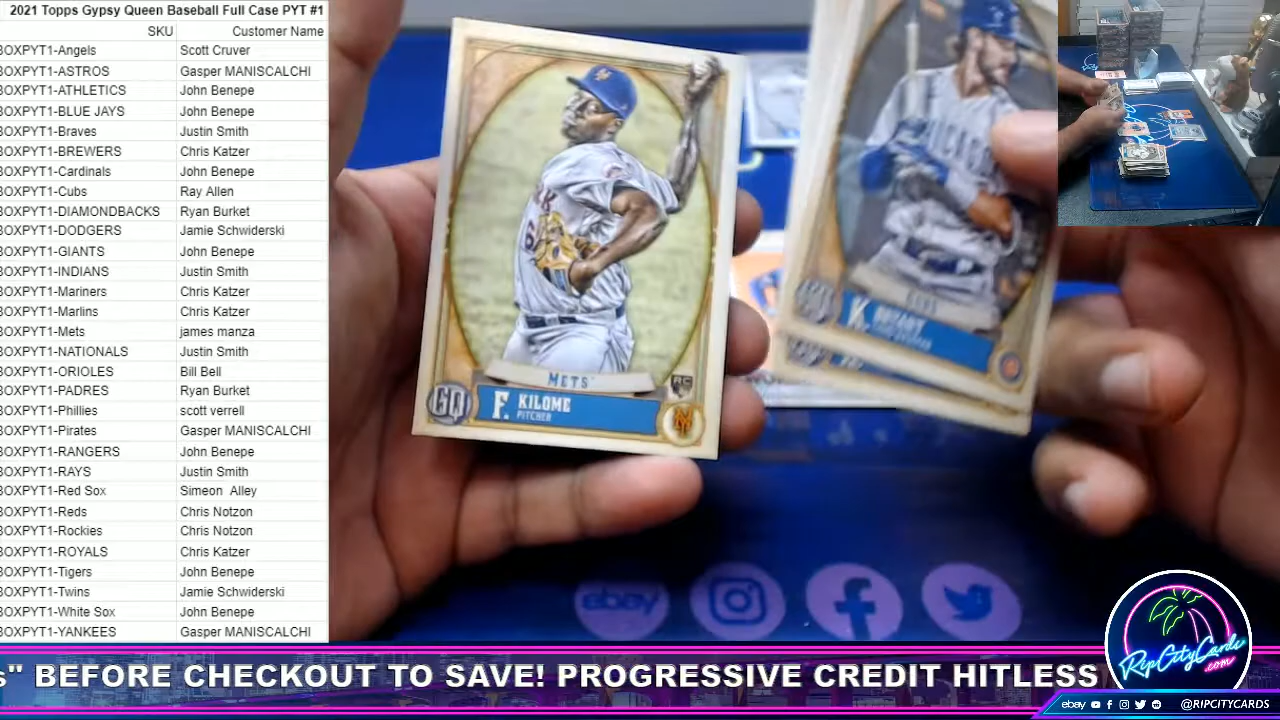 2021 Topps Gypsy Queen Baseball Full Case PYT #1
SKU Customer Name
BOXPYT1-Angels Scott Cruver
BOXPYT1-ASTROS Gasper MANISCALCHI
BOXPYT1-ATHLETICS John Benepe
BOXPYT1-BLUE JAYS John Benepe
BOXPYT1-Braves Justin Smith
BOXPYT1-BREWERS Chris Katzer
BOXPYT1-Cardinals John Benepe
BOXPYT1-Cubs Ray Allen
BOXPYT1-DIAMONDBACKS Ryan Burket
BOXPYT1-DODGERS Jamie Schwiderski
BOXPYT1-GIANTS John Benepe
BOXPYT1-INDIANS Justin Smith
BOXPYT1-Mariners Chris Katzer
BOXPYT1-Marlins Chris Katzer
BOXPYT1-Mets james manza
BOXPYT1-NATIONALS Justin Smith
BOXPYT1-ORIOLES Bill Bell
BOXPYT1-PADRES Ryan Burket
BOXPYT1-Phillies scott verrell
BOXPYT1-Pirates Gasper MANISCALCHI
BOXPYT1-RANGERS John Benepe
BOXPYT1-RAYS Justin Smith
BOXPYT1-Red Sox Simeon Alley
BOXPYT1-Reds Chris Notzon
BOXPYT1-Rockies Chris Notzon
BOXPYT1-ROYALS Chris Katzer
BOXPYT1-Tigers John Benepe
BOXPYT1-Twins Jamie Schwiderski
BOXPYT1-White Sox John Benepe
BOXPYT1-YANKEES Gasper MANISCALCHI
METS
RC
GQ F. KILOME
PITCHER
K. BRYANT
ebay
RipCityCards
.com
s" BEFORE CHECKOUT TO SAVE! PROGRESSIVE CREDIT HITLESS
ebay @RIPCITYCARDS